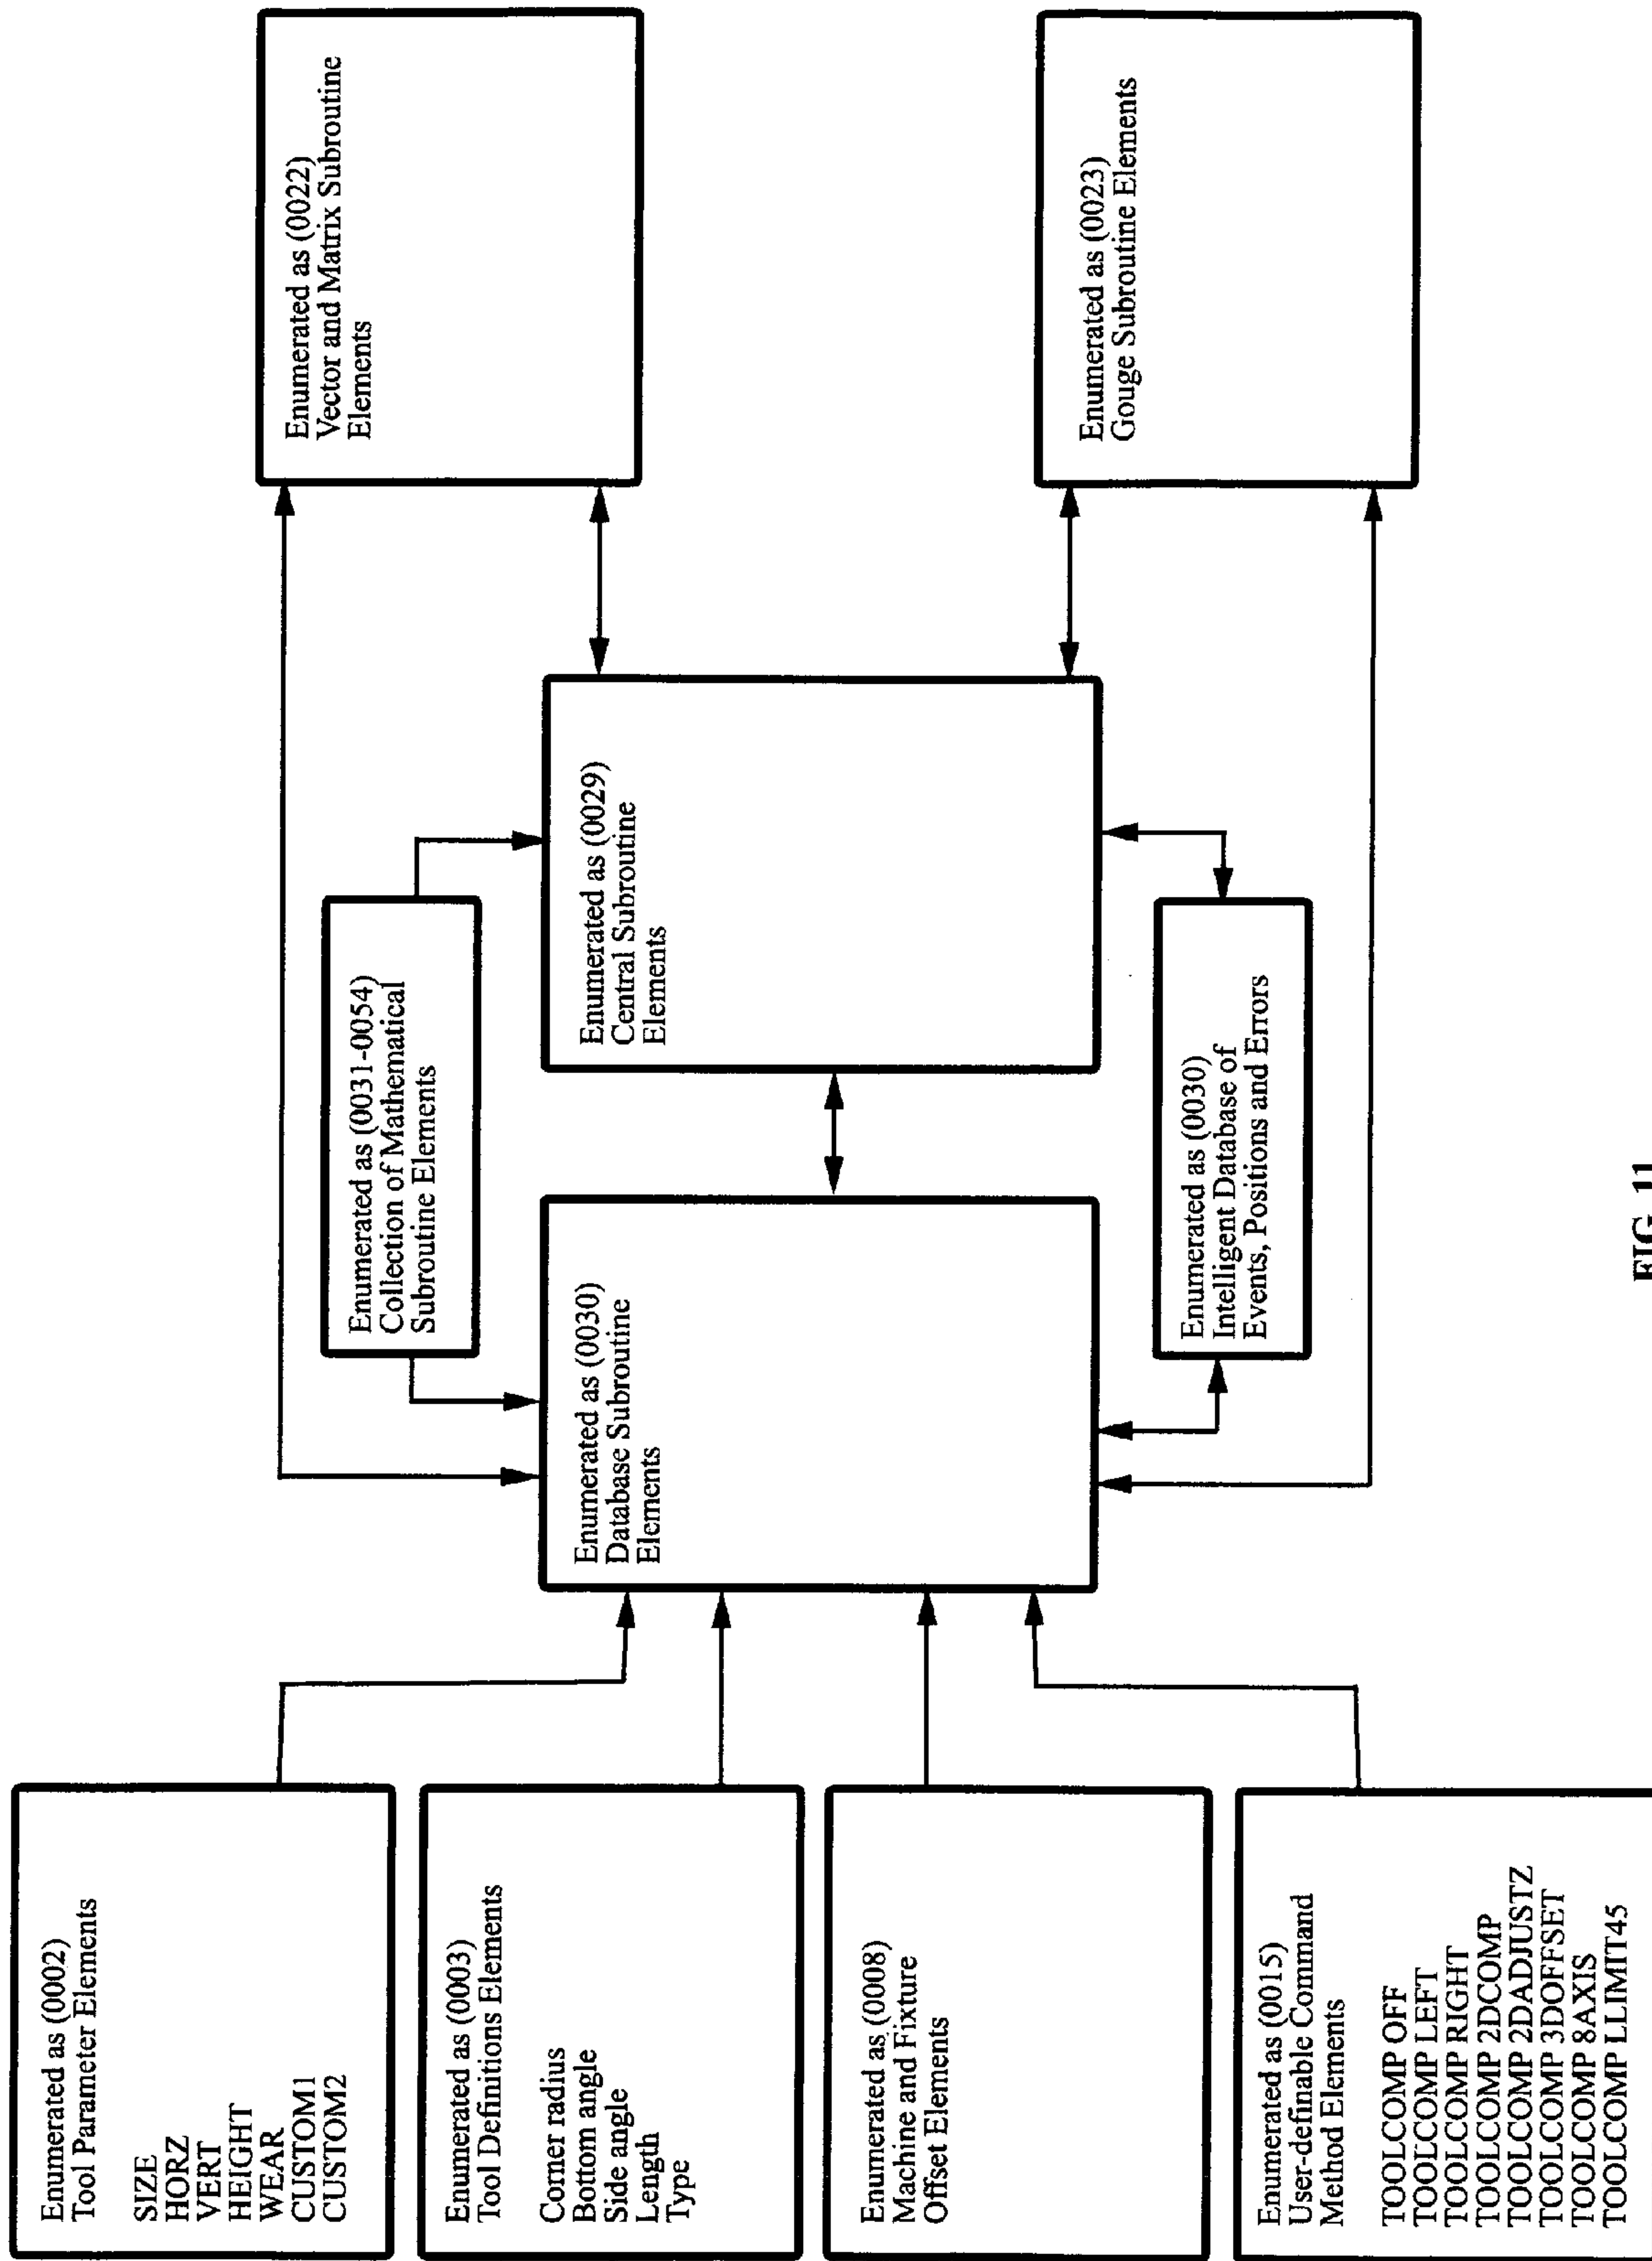 Enumerated as (0002)
Tool Parameter Elements
SIZE
HORZ
VERT
HEIGHT
WEAR
CUSTOM1
CUSTOM2
Enumerated as (0003)
Tool Definitions Elements
Corner radius
Bottom angle
Side angle
Length
Type
Enumerated as (0008)
Machine and Fixture
Offset Elements
Enumerated as (0015)
User-definable Command
Method Elements
TOOLCOMP OFF
TOOLCOMP LEFT
TOOLCOMP RIGHT
TOOLCOMP 2DCOMP
TOOLCOMP 2DADJUSTZ
TOOLCOMP 3DOFFSET
TOOLCOMP 8AXIS
TOOLCOMP LLIMIT45
Enumerated as (0030)
Database Subroutine
Elements
Enumerated as (0031-0054)
Collection of Mathematical
Subroutine Elements
Enumerated as (0030)
Intelligent Database of
Events, Positions and Errors
Enumerated as (0029)
Central Subroutine
Elements
Enumerated as (0022)
Vector and Matrix Subroutine
Elements
Enumerated as (0023)
Gouge Subroutine Elements
FIG. 11